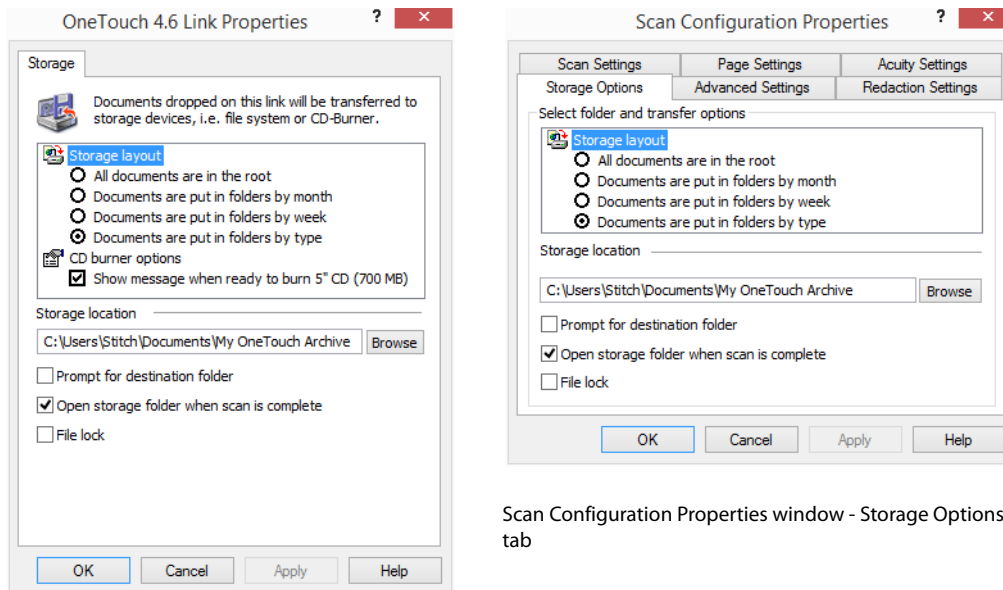 OneTouch 4.6 Link Properties
?
×
Storage
Documents dropped on this link will be transferred to
storage devices, i.e. file system or CD-Burner.
Storage layout
All documents are in the root
Documents are put in folders by month
Documents are put in folders by week
Documents are put in folders by type
CD burner options
Show message when ready to burn 5" CD (700 MB)
Storage location
C:\Users\Stitch\Documents\My OneTouch Archive
Browse
Prompt for destination folder
Open storage folder when scan is complete
File lock
OK Cancel Apply Help
Scan Configuration Properties
?
×
Scan Settings Page Settings Acuity Settings
Storage Options Advanced Settings Redaction Settings
Select folder and transfer options
Storage layout
All documents are in the root
Documents are put in folders by month
Documents are put in folders by week
Documents are put in folders by type
Storage location
C:\Users\Stitch\Documents\My OneTouch Archive
Browse
Prompt for destination folder
Open storage folder when scan is complete
File lock
OK Cancel Apply Help
Scan Configuration Properties window - Storage Options
tab